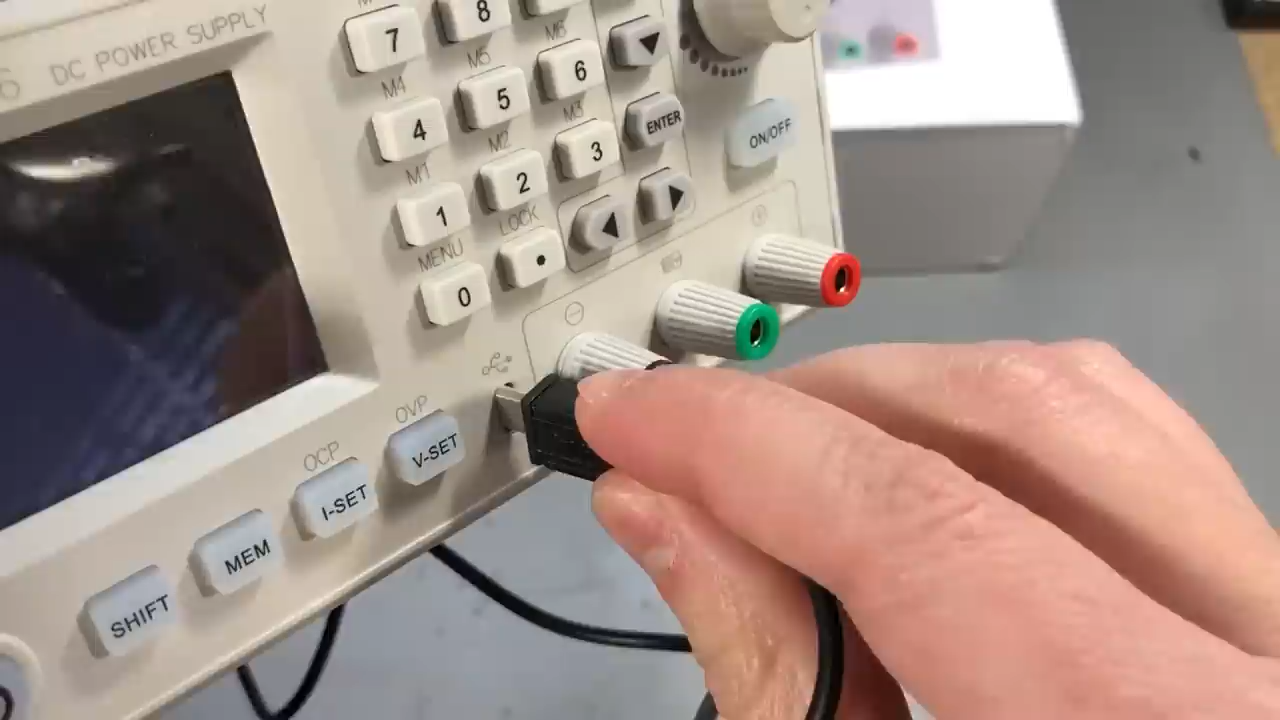 6 DC POWER SUPPLY
7
8
M6
M5
6
M4
5
M3
4
M2
3
ENTER
ON/OFF
M1
2
1
LOCK
MENU
.
0
OVP
V-SET
OCP
I-SET
MEM
SHIFT